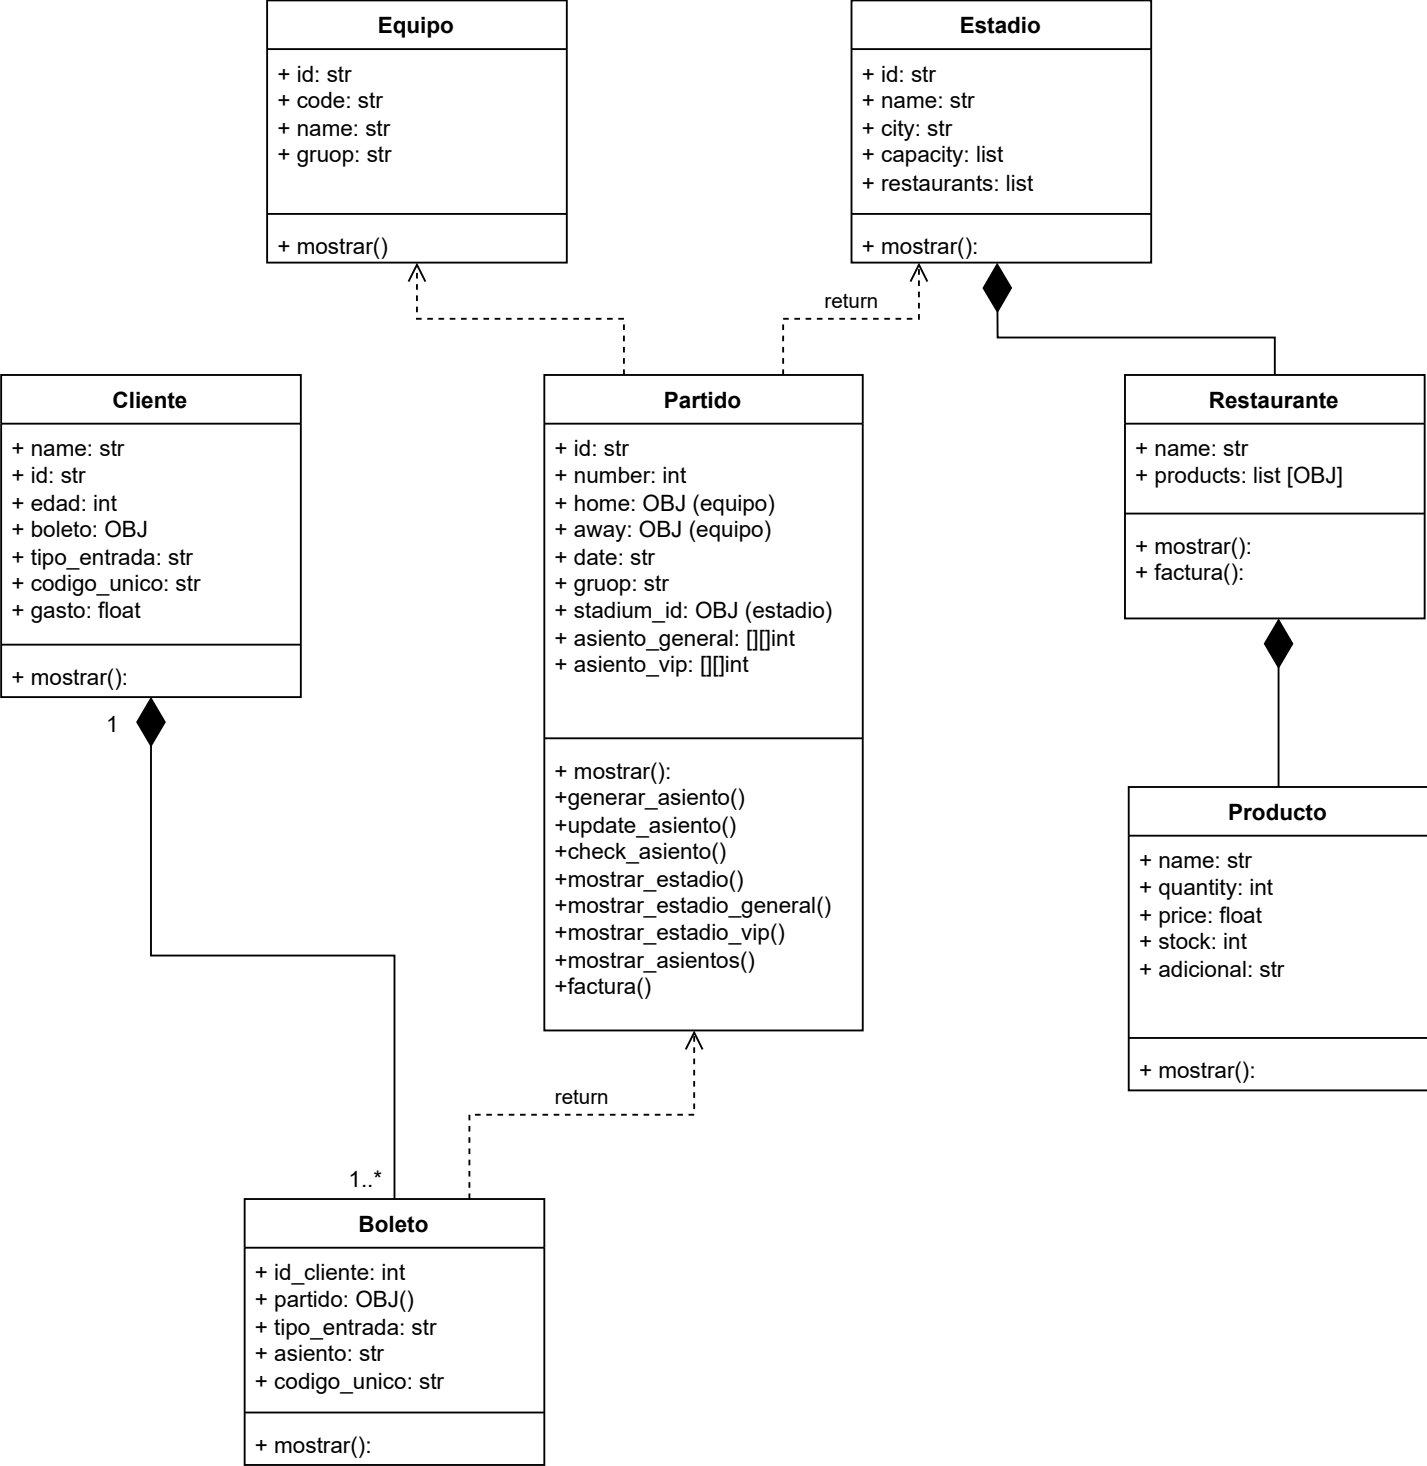 Equipo
+ id: str
+ code: str
+ name: str
+ gruop: str
+ mostrar()
Estadio
+ id: str
+ name: str
+ city: str
+ capacity: list
+ restaurants: list
+ mostrar():
return
Cliente
+ name: str
+ id: str
+ edad: int
+ boleto: OBJ
+ tipo_entrada: str
+ codigo_unico: str
+ gasto: float
+ mostrar():
1
Partido
+ id: str
+ number: int
+ home: OBJ (equipo)
+ away: OBJ (equipo)
+ date: str
+ gruop: str
+ stadium_id: OBJ (estadio)
+ asiento_general: [][]int
+ asiento_vip: [][]int
+ mostrar():
+generar_asiento()
+update_asiento()
+check_asiento()
+mostrar_estadio()
+mostrar_estadio_general()
+mostrar_estadio_vip()
+mostrar_asientos()
+factura()
Restaurante
+ name: str
+ products: list [OBJ]
+ mostrar():
+ factura():
Producto
+ name: str
+ quantity: int
+ price: float
+ stock: int
+ adicional: str
+ mostrar():
return
1..*
Boleto
+ id_cliente: int
+ partido: OBJ()
+ tipo_entrada: str
+ asiento: str
+ codigo_unico: str
+ mostrar():